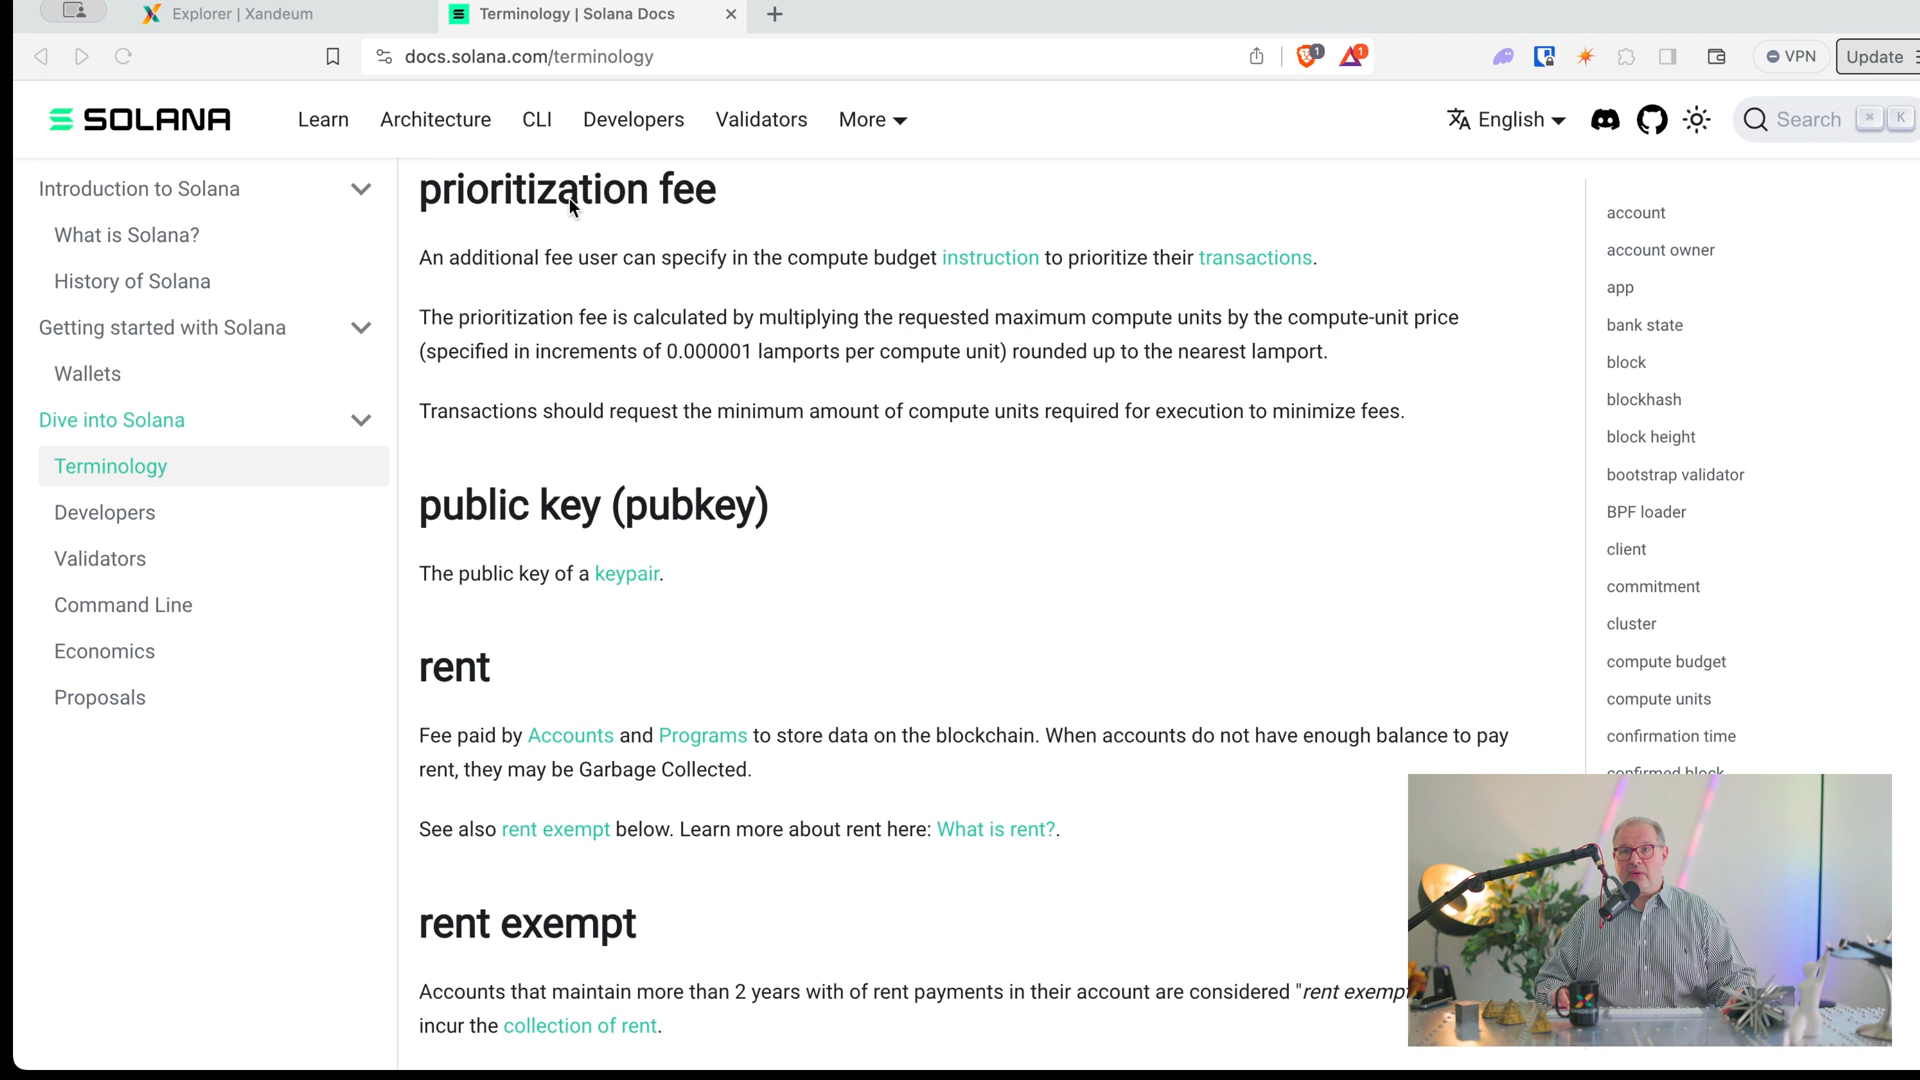 Explorer | Xandeum
Terminology | Solana Docs
docs.solana.com/terminology
1
1
VPN
Update
SOLANA
Learn
Architecture
CLI
Developers
Validators
More
English
Search
⌘
K
Introduction to Solana
What is Solana?
History of Solana
Getting started with Solana
Wallets
Dive into Solana
Terminology
Developers
Validators
Command Line
Economics
Proposals
prioritization fee
An additional fee user can specify in the compute budget instruction to prioritize their transactions.
The prioritization fee is calculated by multiplying the requested maximum compute units by the compute-unit price
(specified in increments of 0.000001 lamports per compute unit) rounded up to the nearest lamport.
Transactions should request the minimum amount of compute units required for execution to minimize fees.
public key (pubkey)
The public key of a keypair.
rent
Fee paid by Accounts and Programs to store data on the blockchain. When accounts do not have enough balance to pay
rent, they may be Garbage Collected.
See also rent exempt below. Learn more about rent here: What is rent?.
rent exempt
Accounts that maintain more than 2 years with of rent payments in their account are considered "rent exempt
incur the collection of rent.
account
account owner
app
bank state
block
blockhash
block height
bootstrap validator
BPF loader
client
commitment
cluster
compute budget
compute units
confirmation time
confirmed block